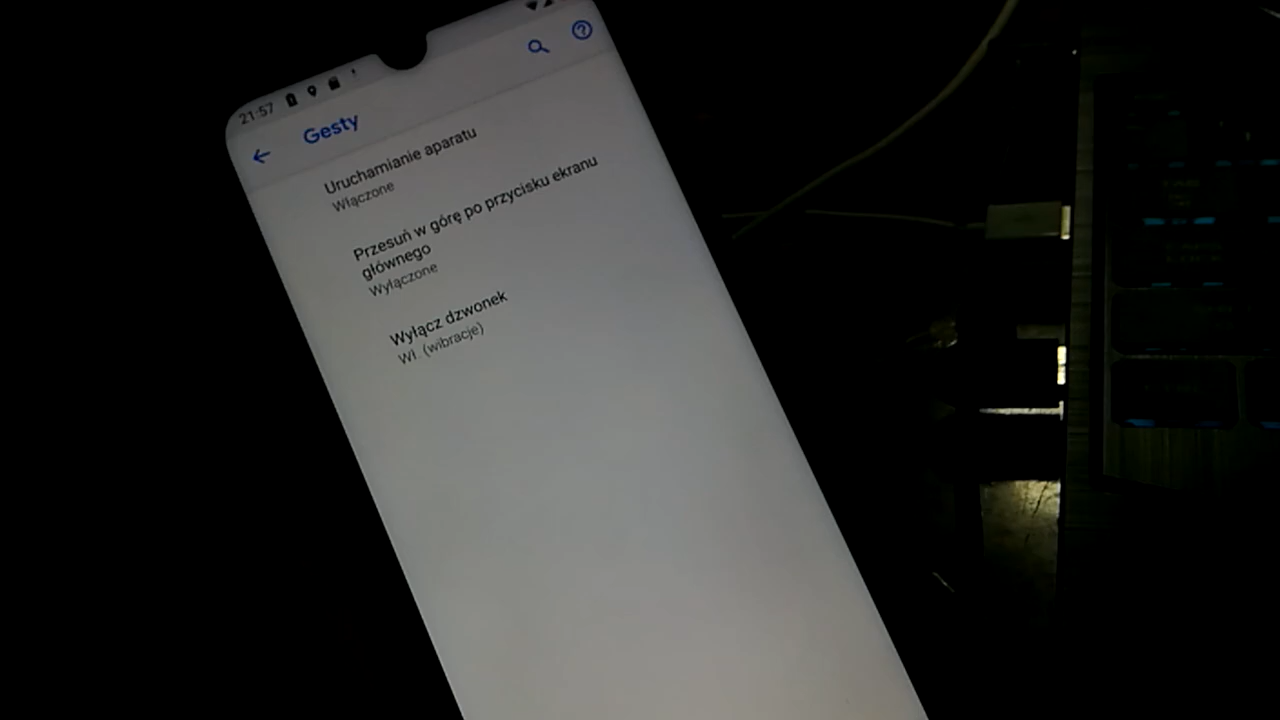 21:57
Gesty
Uruchamianie aparatu
Włączone
Przesuń w górę po przycisku ekranu
głównego
Wyłączone
Wyłącz dzwonek
Wł. (wibracje)